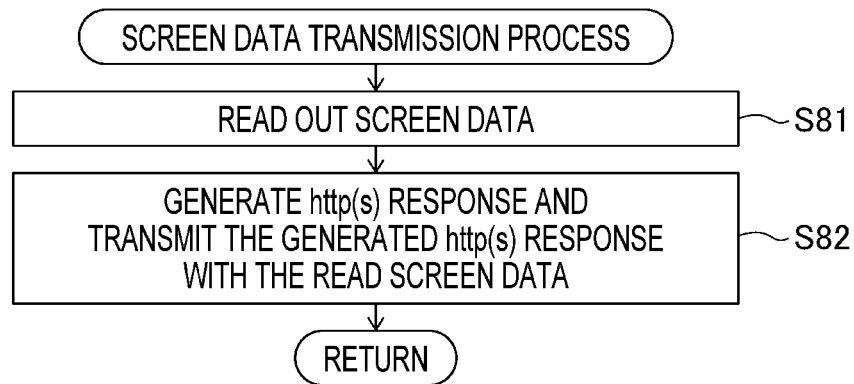 SCREEN DATA TRANSMISSION PROCESS
READ OUT SCREEN DATA
S81
GENERATE http(s) RESPONSE AND
TRANSMIT THE GENERATED http(s) RESPONSE
WITH THE READ SCREEN DATA
S82
RETURN